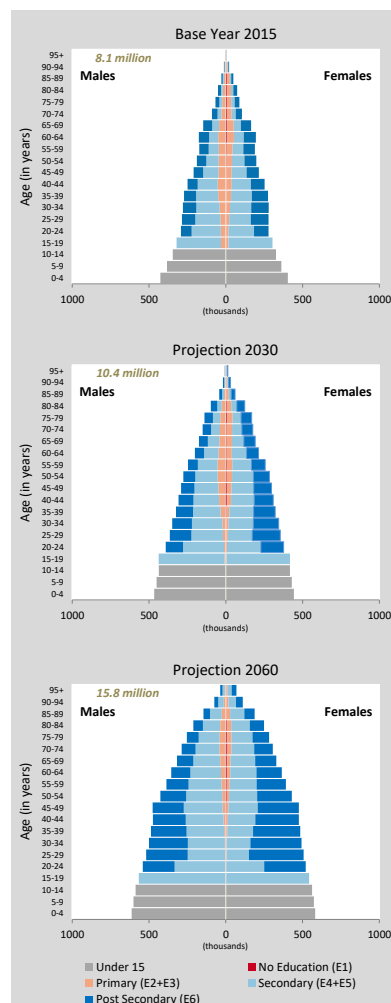 Base Year 2015
8.1 million
Males
Females
Age (in years)
95+
90-94
85-89
80-84
75-79
70-74
65-69
60-64
55-59
50-54
45-49
40-44
35-39
30-34
25-29
20-24
15-19
10-14
5-9
0-4
1000 500 0 500 1000
(thousands)
Projection 2030
10.4 million
Males
Females
Age (in years)
95+
90-94
85-89
80-84
75-79
70-74
65-69
60-64
55-59
50-54
45-49
40-44
35-39
30-34
25-29
20-24
15-19
10-14
5-9
0-4
1000 500 0 500 1000
(thousands)
Projection 2060
15.8 million
Males
Females
Age (in years)
95+
90-94
85-89
80-84
75-79
70-74
65-69
60-64
55-59
50-54
45-49
40-44
35-39
30-34
25-29
20-24
15-19
10-14
5-9
0-4
1000 500 0 500 1000
(thousands)
Under 15 No Education (E1)
Primary (E2+E3) Secondary (E4+E5)
Post Secondary (E6)